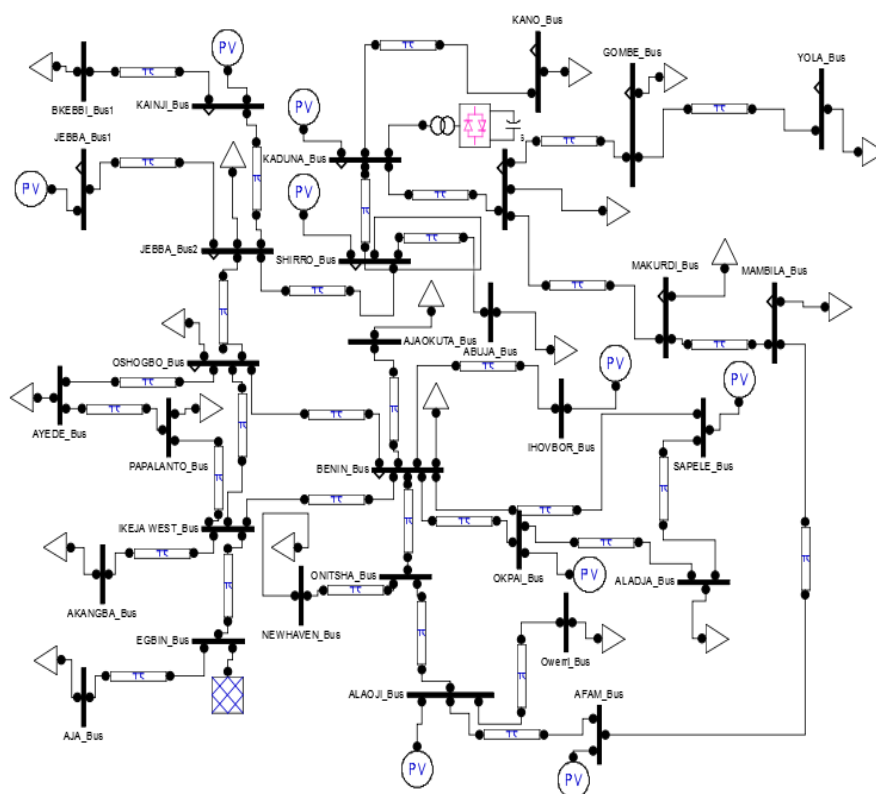 KANO_Bus
GOMBE_Bus
YOLA_Bus
PV
BKEBBI_Bus1
π
KAINJI_Bus
π
PV
π
π
JEBBA_Bus1
π
KADUNA_Bus
π
PV
π
π
π
PV
JEBBA_Bus2
SHIRRO_Bus
π
MAKURDI_Bus
MAMBILA_Bus
π
π
π
AJAOKUTA_Bus
ABUJA_Bus
π
OSHOGBO_Bus
π
PV
PV
π
AYEDE_Bus
π
π
π
π
PAPALANTO_Bus
IHOVBOR_Bus
SAPELE_Bus
BENIN_Bus
π
π
π
π
π
π
IKEJA WEST_Bus
π
π
π
π
ONITSHA_Bus
OKPAI_Bus
PV
ALADJA_Bus
AKANGBA_Bus
π
NEWHAVEN_Bus
π
EGBIN_Bus
π
π
Owerri_Bus
π
ALAOJI_Bus
AFAM_Bus
AJA_Bus
π
PV
PV